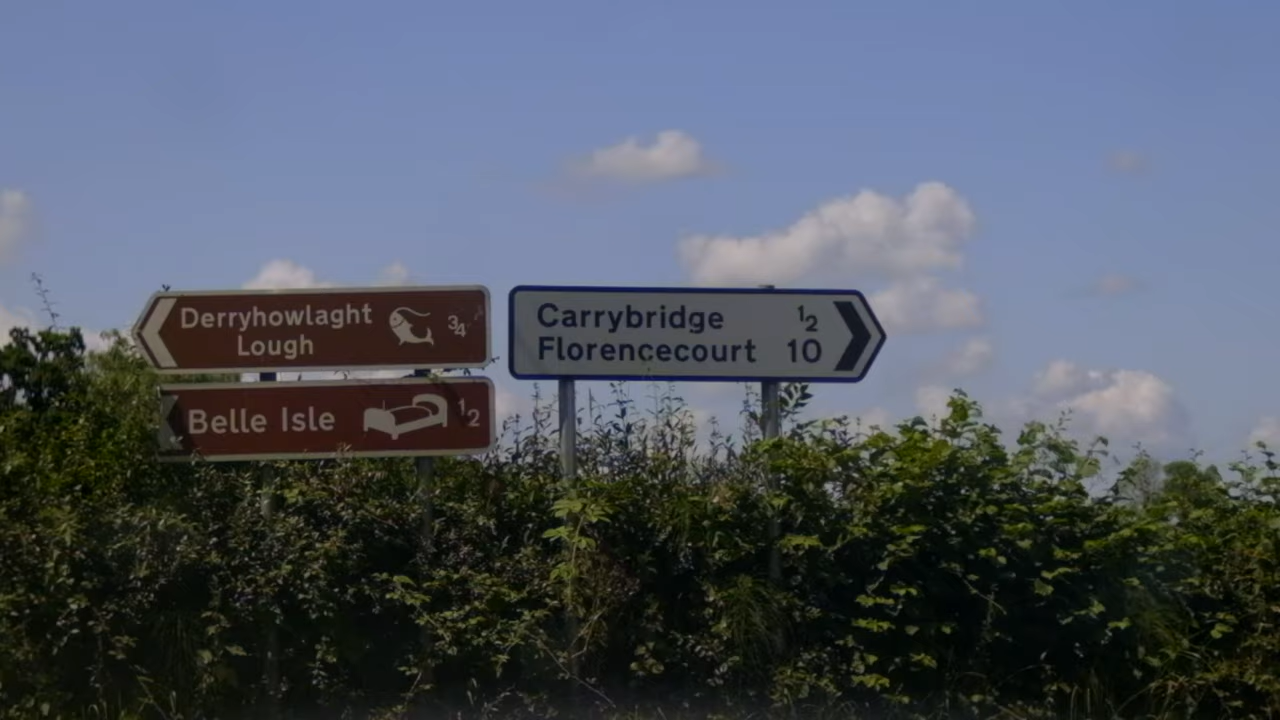 Derryhowlaght
Lough ¾
Belle Isle ½
Carrybridge ½
Florencecourt 10